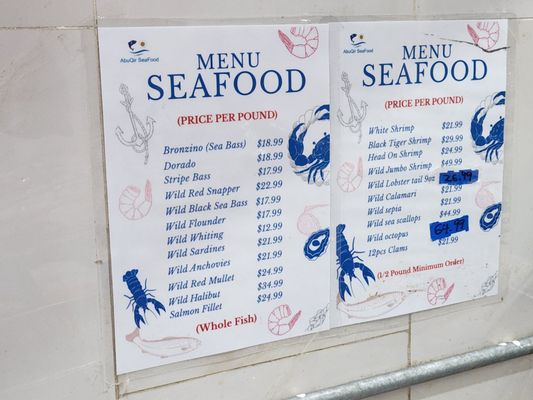 AbuQir SeaFood
MENU
SEAFOOD
(PRICE PER POUND)
Bronzino (Sea Bass) $18.99
Dorado $18.99
Stripe Bass $17.99
Wild Red Snapper $22.99
Wild Black Sea Bass $17.99
Wild Flounder $17.99
Wild Whiting $12.99
Wild Sardines $21.99
Wild Anchovies $21.99
Wild Red Mullet $24.99
Wild Halibut $34.99
Salmon Fillet $24.99
(Whole Fish)
AbuQir SeaFood
MENU
SEAFOOD
(PRICE PER POUND)
White Shrimp $21.99
Black Tiger Shrimp $29.99
Head On Shrimp $24.99
Wild Jumbo Shrimp $49.99
Wild Lobster tail 9oz 26.99
Wild Calamari $21.99
Wild sepia $21.99
Wild sea scallops $44.99
Wild octopus 64.99
12pcs Clams $21.99
(1/2 Pound Minimum Order)